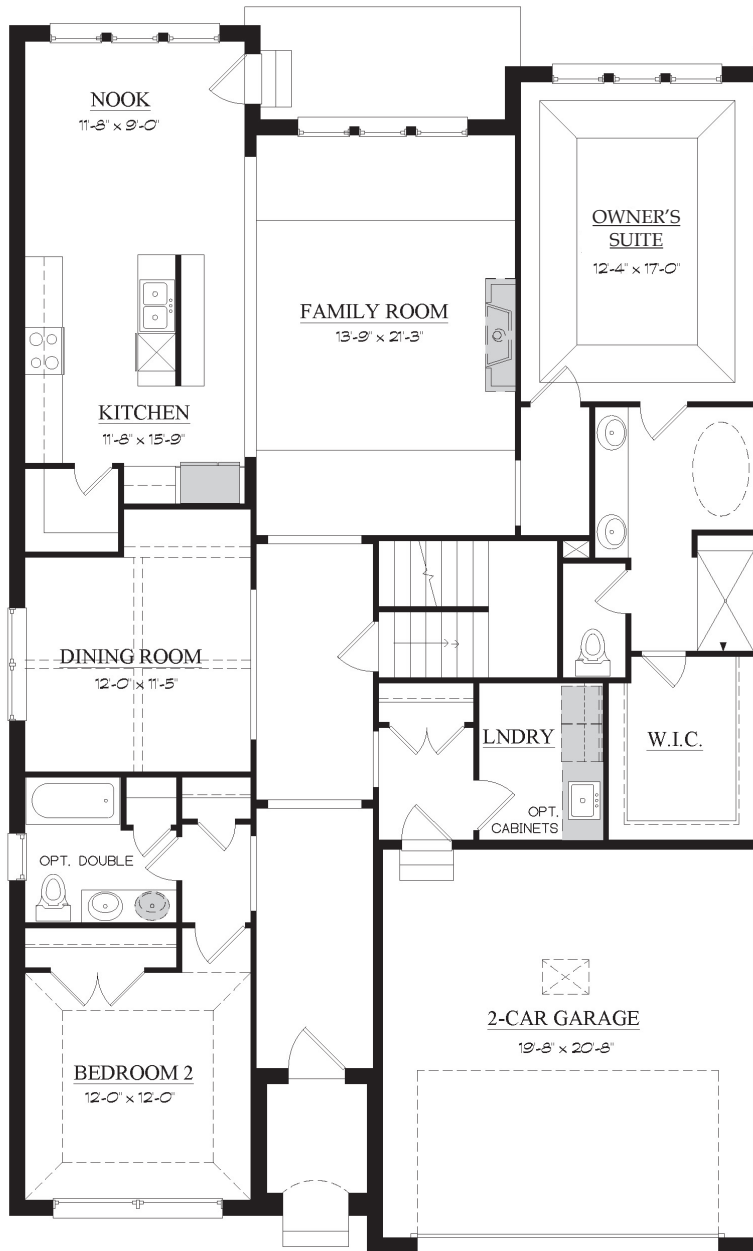 NOOK
11'-8" x 9'-0"
OWNER'S
SUITE
12'-4" x 17'-0"
FAMILY ROOM
13'-9" x 21'-3"
KITCHEN
11'-8" x 15'-9"
DINING ROOM
12'-0" x 11'-5"
LNDRY
W.I.C.
OPT.
CABINETS
OPT. DOUBLE
2-CAR GARAGE
19'-8" x 20'-8"
BEDROOM 2
12'-0" x 12'-0"